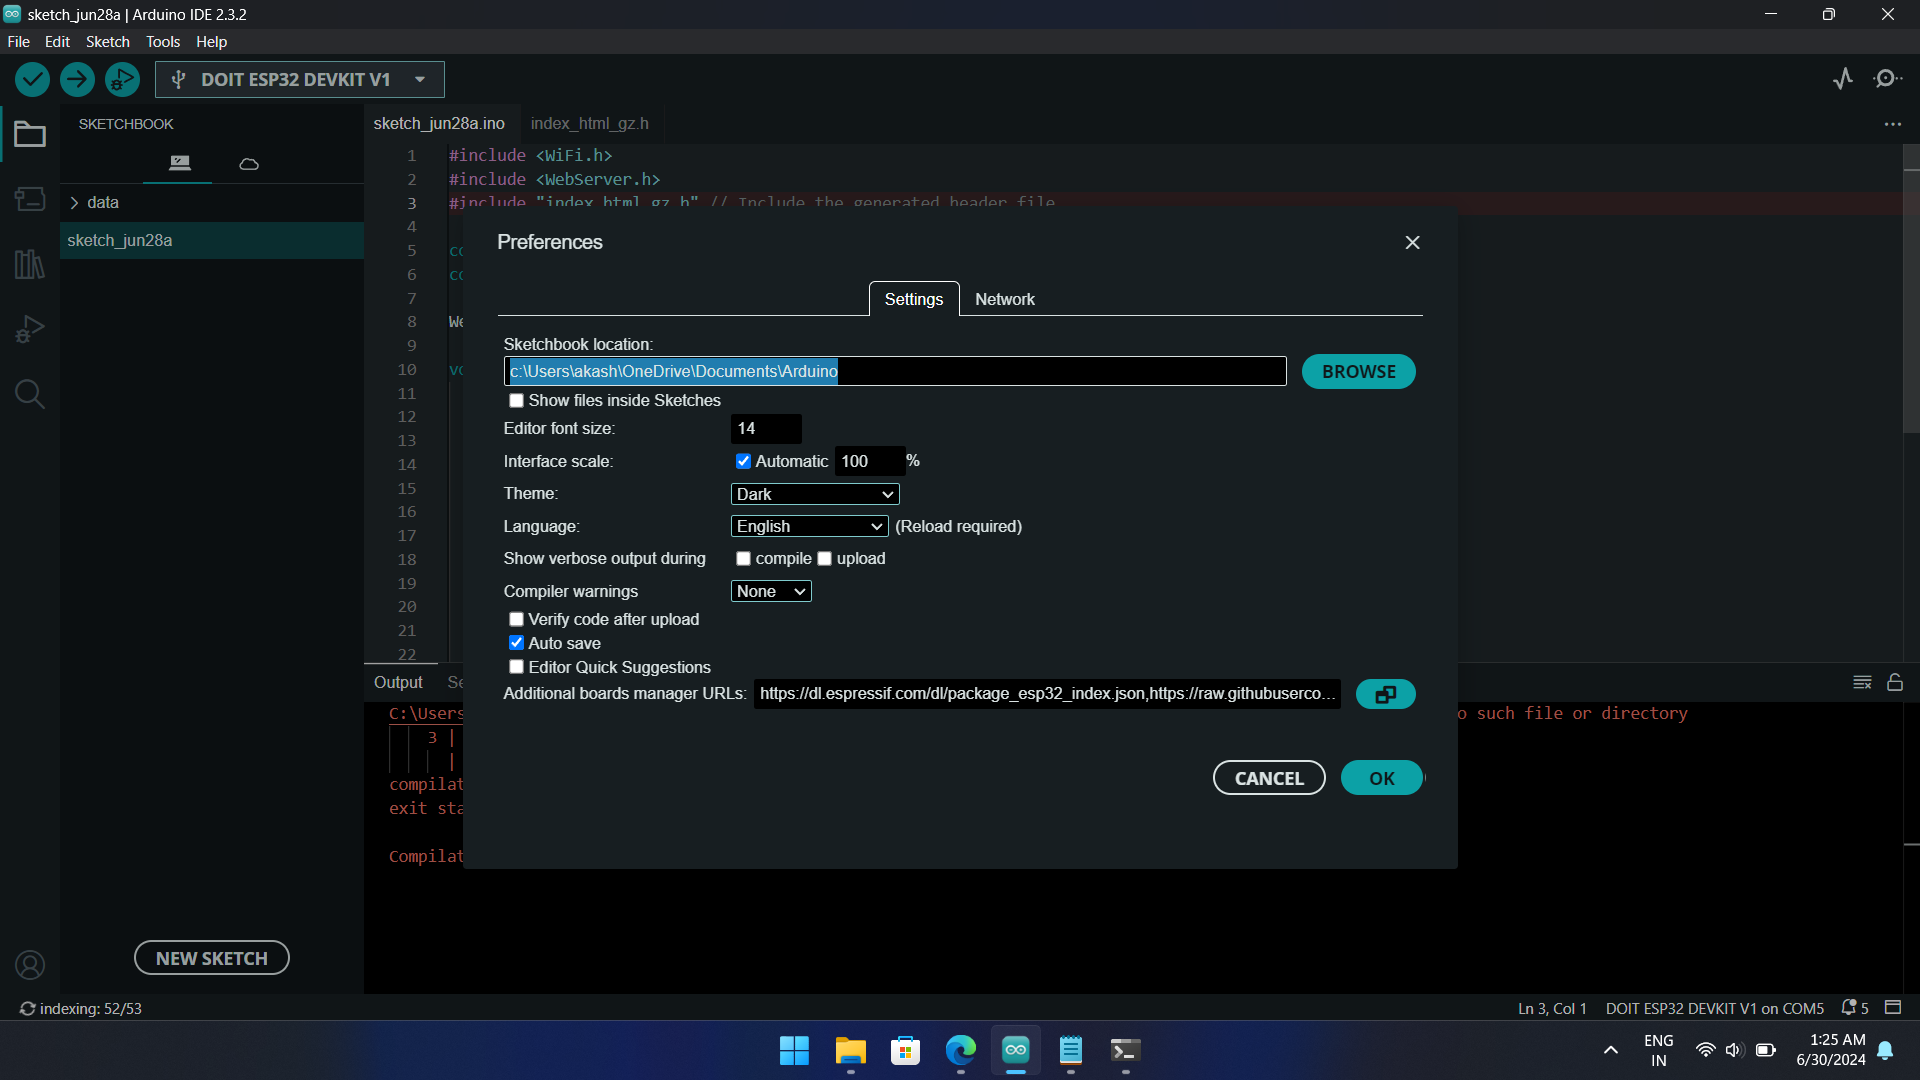 sketch_jun28a | Arduino IDE 2.3.2
File Edit Sketch Tools Help
DOIT ESP32 DEVKIT V1
SKETCHBOOK
sketch_jun28a.ino index_html_gz.h
data
sketch_jun28a
1 #include <WiFi.h>
2 #include <WebServer.h>
3 #include "index_html_gz.h" // Include the generated header file
4
5 co
6 co
7
8 We
9
10 vo
11
12
13
14
15
16
17
18
19
20
21
22
Preferences
Settings Network
Sketchbook location:
c:\Users\akash\OneDrive\Documents\Arduino
BROWSE
Show files inside Sketches
Editor font size: 14
Interface scale: Automatic 100 %
Theme: Dark
Language: English (Reload required)
Show verbose output during compile upload
Compiler warnings None
Verify code after upload
Auto save
Editor Quick Suggestions
Additional boards manager URLs: https://dl.espressif.com/dl/package_esp32_index.json,https://raw.githubuserco...
CANCEL OK
Output Se
C:\Users o such file or directory
3 |
|
compilat
exit sta
Compilat
NEW SKETCH
indexing: 52/53
Ln 3, Col 1 DOIT ESP32 DEVKIT V1 on COM5 5
ENG
IN
1:25 AM
6/30/2024